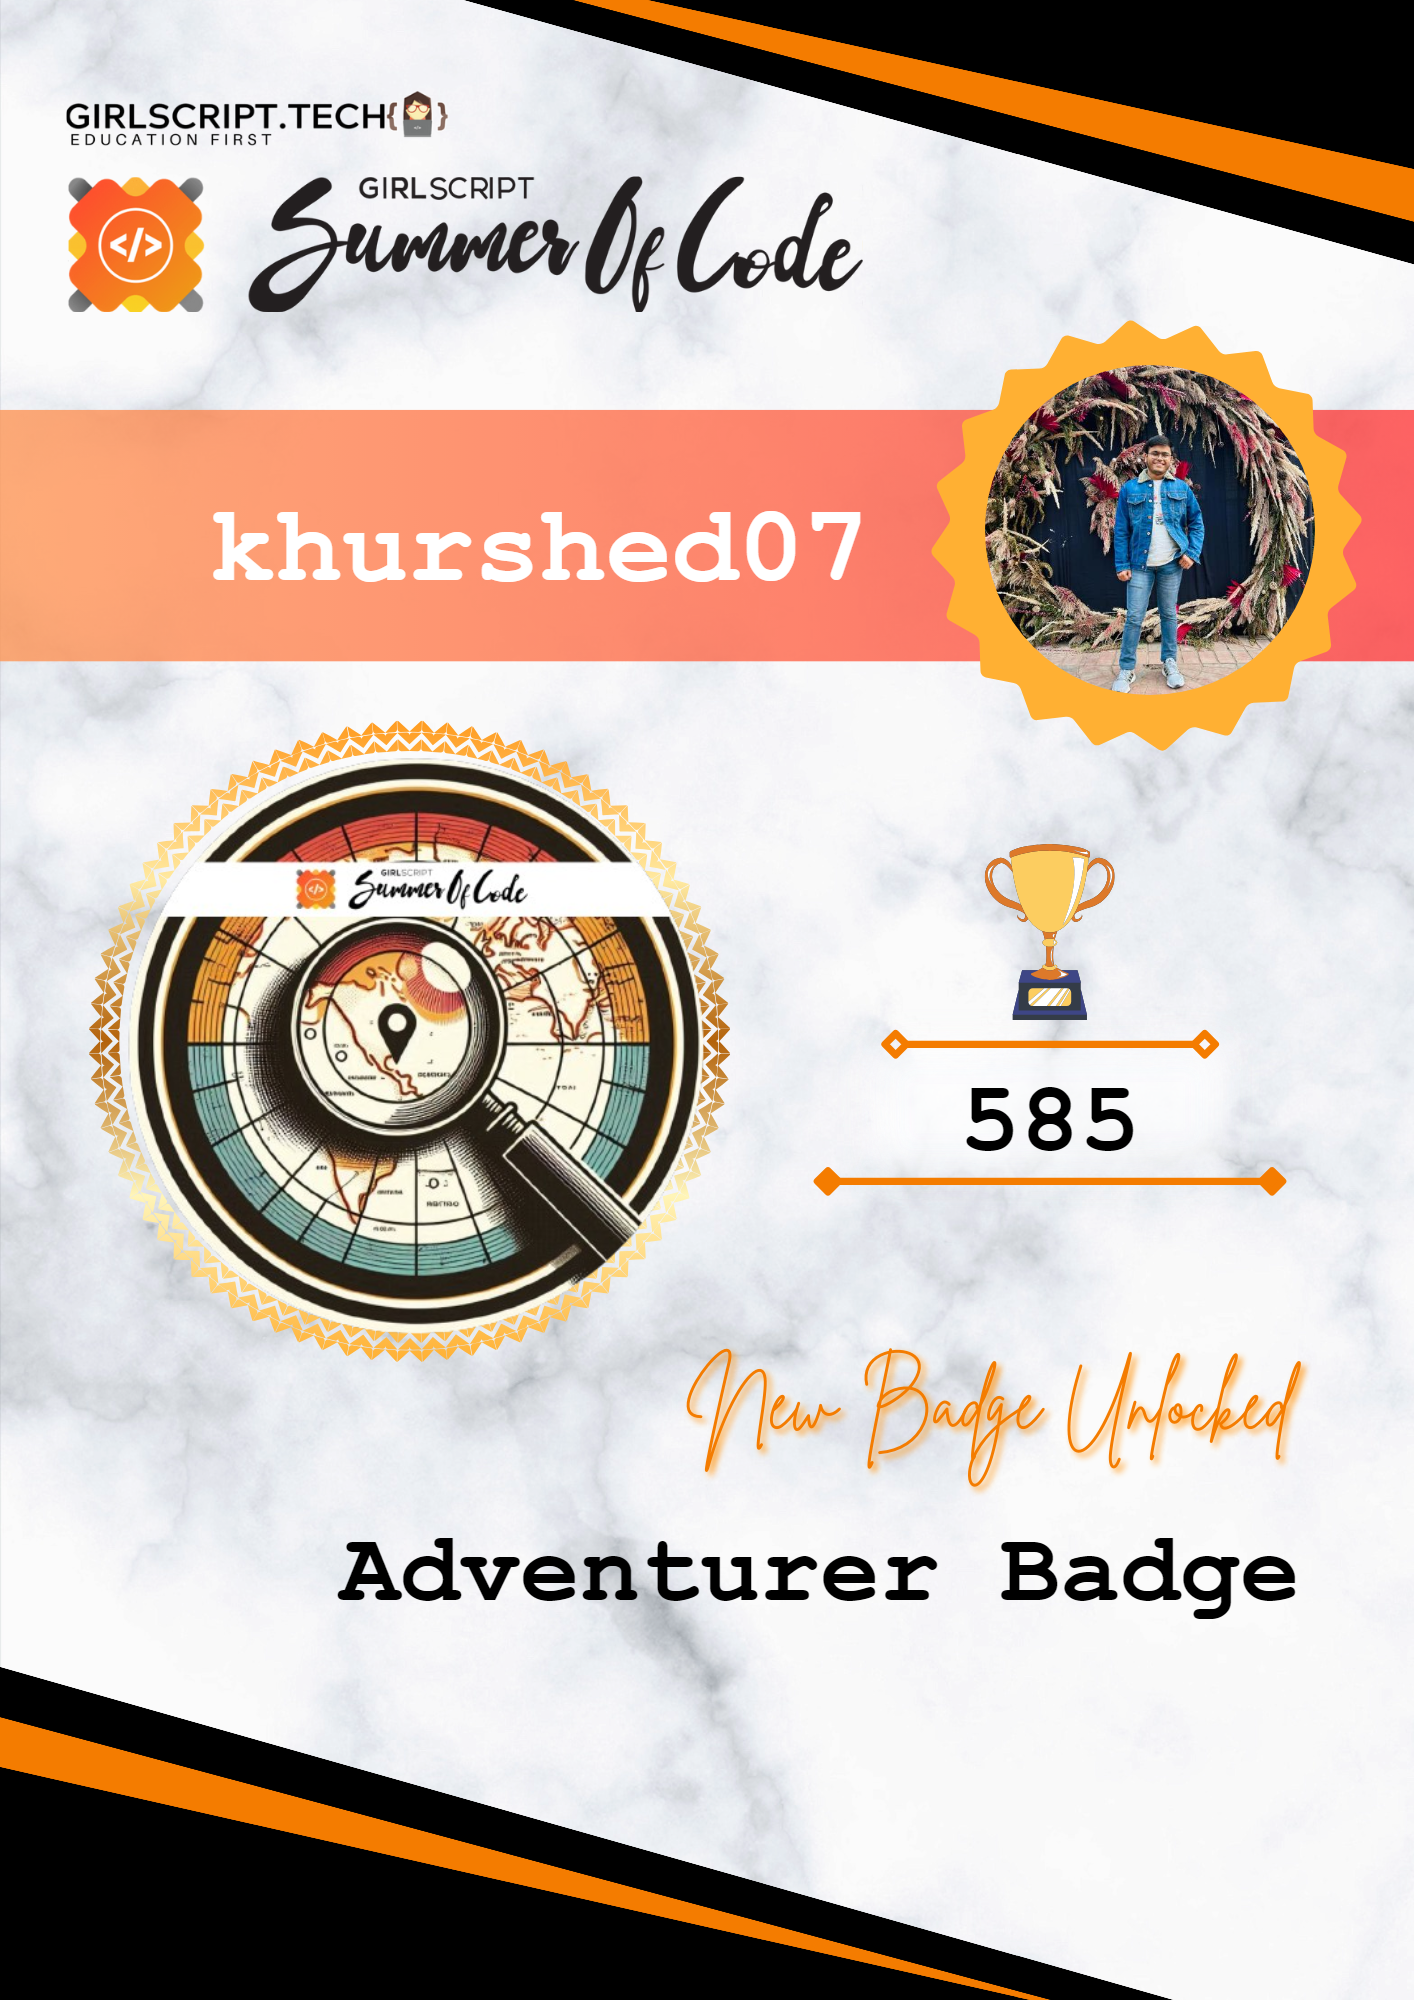 GIRLSCRIPT.TECH{ }
EDUCATION FIRST
GIRLSCRIPT
Summer Of Code
</>
khurshed07
GIRLSCRIPT
Summer Of Code
</>
585
New Badge Unlocked
Adventurer Badge